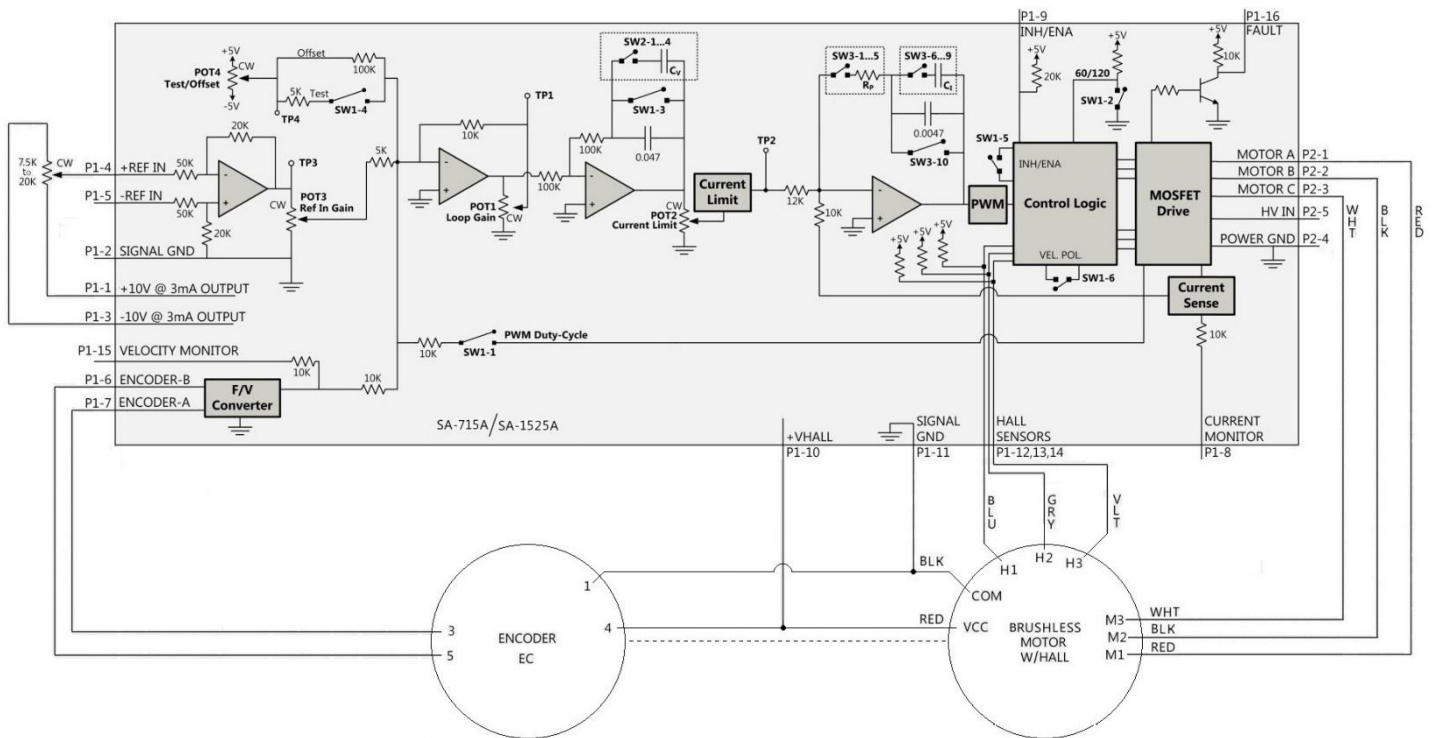 P1-9
INH/ENA
P1-16
FAULT
+5V
20K
60/120
+5V
SW1-2
+5V
10K
+5V
CW
POT4
Test/Offset
-5V
Offset
100K
5K
Test
SW1-4
TP4
SW2-1...4
Cv
SW1-3
0.047
100K
SW3-1...5
RP
SW3-6...9
CI
0.0047
SW3-10
SW1-5
7.5K
to
20K
CW
P1-4
+REF IN
50K
20K
-
+
TP3
CW
POT3
Ref In Gain
P1-5
-REF IN
50K
20K
P1-2
SIGNAL GND
P1-1
+10V @ 3mA OUTPUT
P1-3
-10V @ 3mA OUTPUT
5K
10K
-
+
TP1
POT1
Loop Gain
CW
100K
-
+
CW
POT2
Current Limit
Current
Limit
TP2
12K
10K
-
+
PWM
INH/ENA
Control Logic
VEL. POL.
SW1-6
MOSFET
Drive
Current
Sense
10K
+5V
+5V
+5V
MOTOR A
P2-1
MOTOR B
P2-2
MOTOR C
P2-3
HV IN
P2-5
POWER GND
P2-4
WHT
BLK
RED
10K
SW1-1
PWM Duty-Cycle
P1-15
VELOCITY MONITOR
10K
P1-6
ENCODER-B
P1-7
ENCODER-A
F/V
Converter
10K
SA-715A/SA-1525A
+VHALL
P1-10
SIGNAL
GND
P1-11
HALL
SENSORS
P1-12,13,14
CURRENT
MONITOR
P1-8
BLU
GRY
VLT
1
4
3
5
ENCODER
EC
BLK
RED
H1
H2
H3
COM
VCC
BRUSHLESS
MOTOR
W/HALL
M3
WHT
M2
BLK
M1
RED